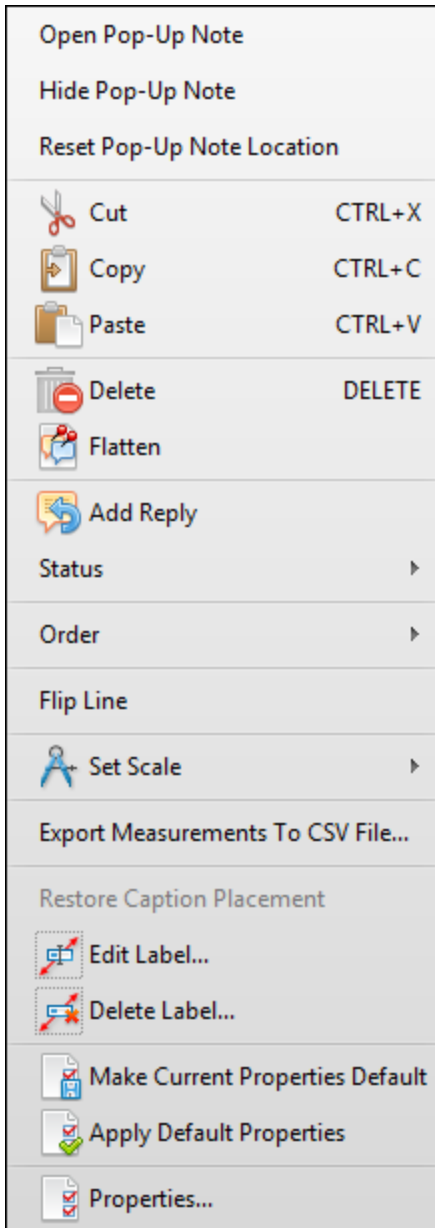 Open Pop-Up Note
Hide Pop-Up Note
Reset Pop-Up Note Location
Cut CTRL+X
Copy CTRL+C
Paste CTRL+V
Delete DELETE
Flatten
Add Reply
Status
Order
Flip Line
Set Scale
Export Measurements To CSV File...
Restore Caption Placement
Edit Label...
Delete Label...
Make Current Properties Default
Apply Default Properties
Properties...